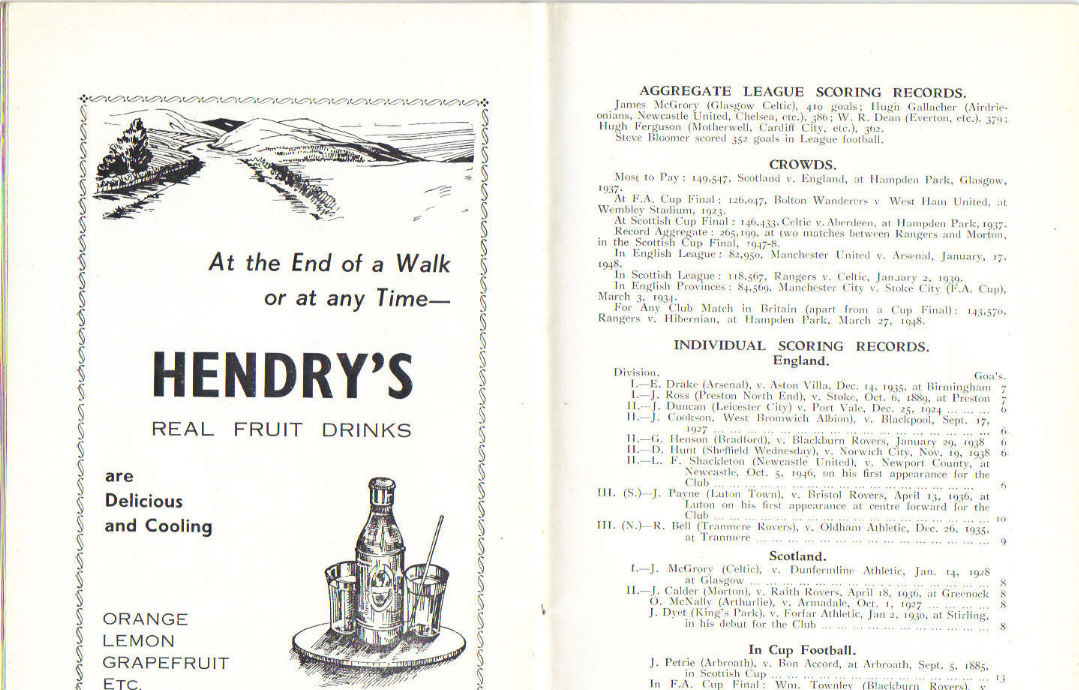 At the End of a Walk
or at any Time—
HENDRY'S
REAL FRUIT DRINKS
are
Delicious
and Cooling
ORANGE
LEMON
GRAPEFRUIT
ETC.
AGGREGATE LEAGUE SCORING RECORDS.
James McGrory (Glasgow Celtic), 410 goals; Hugh Gallacher (Airdrie-
onians, Newcastle United, Chelsea, etc.), 386; W. R. Dean (Everton, etc.), 379;
Hugh Ferguson (Motherwell, Cardiff City, etc.), 362.
Steve Bloomer scored 352 goals in League football.
CROWDS.
Most to Pay: 149,547, Scotland v. England, at Hampden Park, Glasgow,
1937.
At F.A. Cup Final: 126,047, Bolton Wanderers v West Ham United, at
Wembley Stadium, 1923.
At Scottish Cup Final: 146,433, Celtic v. Aberdeen, at Hampden Park, 1937.
Record Aggregate: 265,199, at two matches between Rangers and Morton,
in the Scottish Cup Final, 1947-8.
In English League: 82,950, Manchester United v. Arsenal, January, 17,
1948.
In Scottish League: 118,567, Rangers v. Celtic, January 2, 1939.
In English Provinces: 84,569, Manchester City v. Stoke City (F.A. Cup),
March 3, 1934.
For Any Club Match in Britain (apart from a Cup Final): 143,570,
Rangers v. Hibernian, at Hampden Park, March 27, 1948.
INDIVIDUAL SCORING RECORDS.
England.
Division. Goa's.
I.—E. Drake (Arsenal), v. Aston Villa, Dec. 14, 1935, at Birmingham 7
I.—J. Ross (Preston North End), v. Stoke, Oct. 6, 1889, at Preston 7
II.—J. Duncan (Leicester City) v. Port Vale, Dec. 25, 1924 ... ... ... 6
II.—J. Cookson, West Bromwich Albion), v. Blackpool, Sept. 17,
1927 ... ... ... ... ... ... ... ... ... ... ... ... 6
II.—G. Henson (Bradford), v. Blackburn Rovers, January 29, 1938 6
II.—D. Hunt (Sheffield Wednesday), v. Norwich City, Nov. 19, 1938 6
II.—L. F. Shackleton (Newcastle United), v. Newport County, at
Newcastle, Oct. 5, 1946, on his first appearance for the
Club ... ... ... ... ... ... ... ... ... ... ... 6
III. (S.)—J. Payne (Luton Town), v. Bristol Rovers, April 13, 1936, at
Luton on his first appearance at centre forward for the
Club ... ... ... ... ... ... ... ... ... ... ... ... 10
III. (N.)—R. Bell (Tranmere Rovers), v. Oldham Athletic, Dec. 26, 1935,
at Tranmere ... ... ... ... ... ... ... ... ... ... 9
Scotland.
I.—J. McGrory (Celtic), v. Dunfermline Athletic, Jan. 14, 1928
at Glasgow ... ... ... ... ... ... ... ... ... ... 8
II.—J. Calder (Morton), v. Raith Rovers, April 18, 1936, at Greenock 8
O. McNally (Arthurlie), v. Armadale, Oct. 1, 1927 ... ... ... ... 8
J. Dyet (King's Park), v. Forfar Athletic, Jan 2, 1930, at Stirling,
in his debut for the Club ... ... ... ... ... ... ... 8
In Cup Football.
J. Petrie (Arbroath), v. Bon Accord, at Arbroath, Sept. 5, 1885,
in Scottish Cup ... ... ... ... ... ... ... ... ... 13
In F.A. Cup Final: Wm. Townley (Blackburn Rovers), v